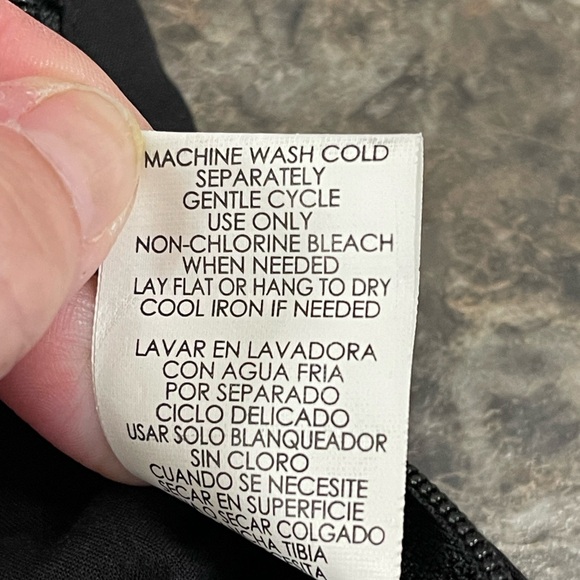 MACHINE WASH COLD
SEPARATELY
GENTLE CYCLE
USE ONLY
NON-CHLORINE BLEACH
WHEN NEEDED
LAY FLAT OR HANG TO DRY
COOL IRON IF NEEDED
LAVAR EN LAVADORA
CON AGUA FRIA
POR SEPARADO
CICLO DELICADO
USAR SOLO BLANQUEADOR
SIN CLORO
CUANDO SE NECESITE
SECAR EN SUPERFICIE
SECAR COLGADO
TIBIA